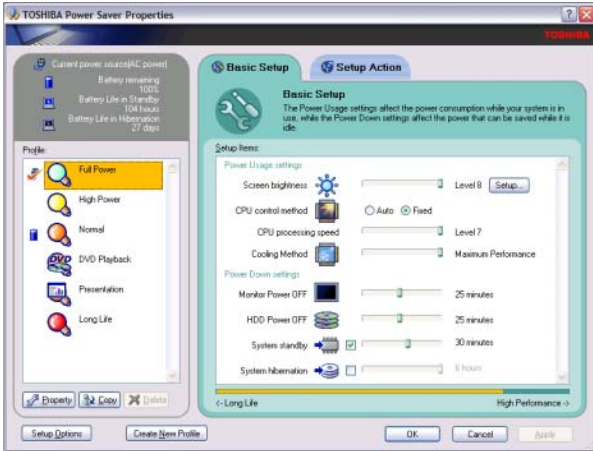 TOSHIBA Power Saver Properties
TOSHIBA
Current power source(AC power)
Battery remaining
100%
Battery Life in Standby
104 hours
Battery Life in Hibernation
27 days
Profile:
Full Power
High Power
Normal
DVD Playback
Presentation
Long Life
Property
Copy
Delete
Basic Setup
Setup Action
Basic Setup
The Power Usage settings affect the power consumption while your system is in
use, while the Power Down settings affect the power that can be saved while it is
idle.
Setup Items:
Power Usage settings
Screen brightness
Level 8
Setup...
CPU control method
Auto
Fixed
CPU processing speed
Level 7
Cooling Method
Maximum Performance
Power Down settings
Monitor Power OFF
25 minutes
HDD Power OFF
25 minutes
System standby
30 minutes
System hibernation
6 hours
<- Long Life
High Performance ->
Setup Options
Create New Profile
OK
Cancel
Apply